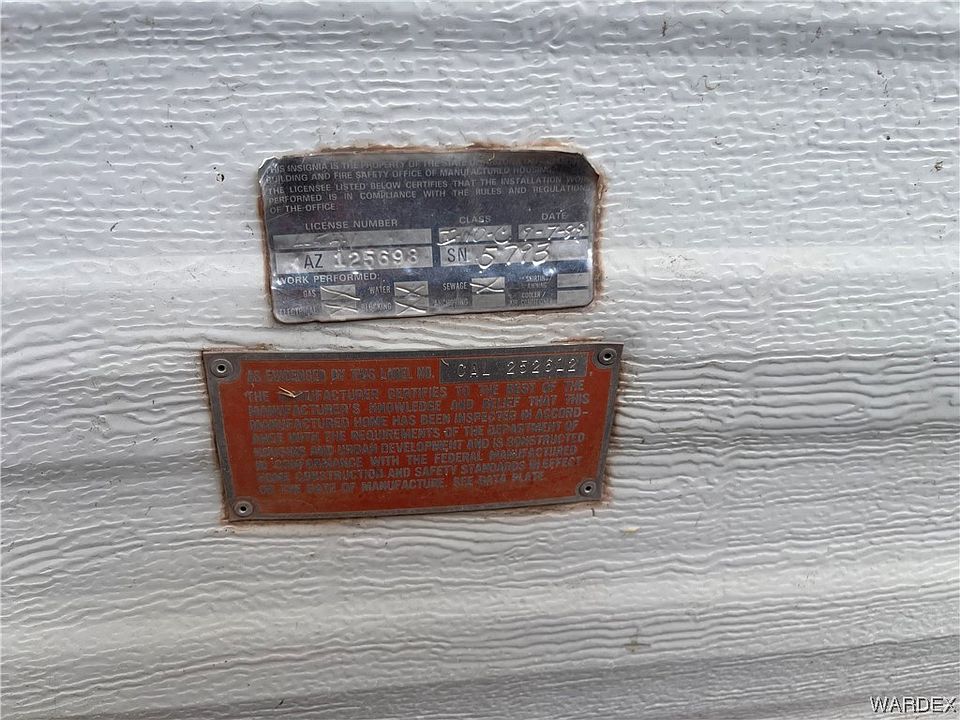 THIS INSIGNIA IS THE PROPERTY OF THE
BUILDING AND FIRE SAFETY OFFICE OF MANUFACTURED HOUSING.
THE LICENSEE LISTED BELOW CERTIFIES THAT THE INSTALLATION
PERFORMED IS IN COMPLIANCE WITH THE RULES AND REGULATION
OF THE OFFICE.
LICENSE NUMBER CLASS DATE
AZ 125698 SN 5793
WORK PERFORMED:
GAS WATER SEWAGE SKIRTING
AWNING
ELECTRICAL BLOCKING ANCHORING COOLER/
AS EVIDENCED BY THIS LABEL NO. CAL 252612
THE MANUFACTURER CERTIFIES TO THE BEST OF THE
MANUFACTURER'S KNOWLEDGE AND BELIEF THAT THIS
MANUFACTURED HOME HAS BEEN INSPECTED IN ACCORD-
ANCE WITH THE REQUIREMENTS OF THE DEPARTMENT OF
HOUSING AND URBAN DEVELOPMENT AND IS CONSTRUCTED
IN CONFORMANCE WITH THE FEDERAL MANUFACTURED
HOME CONSTRUCTION AND SAFETY STANDARDS IN EFFECT
ON THE DATE OF MANUFACTURE. SEE DATA PLATE.
WARDEX